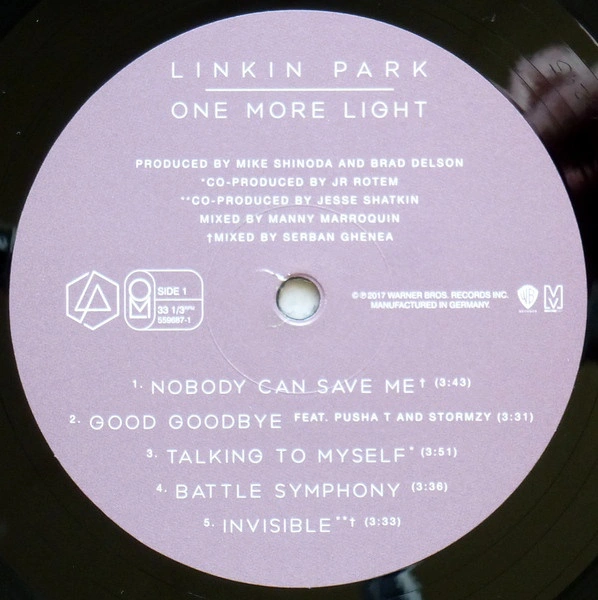 LINKIN PARK
ONE MORE LIGHT
PRODUCED BY MIKE SHINODA AND BRAD DELSON
*CO-PRODUCED BY JR ROTEM
**CO-PRODUCED BY JESSE SHATKIN
MIXED BY MANNY MARROQUIN
†MIXED BY SERBAN GHENEA
SIDE 1
33 1/3RPM
559887-1
©℗2017 WARNER BROS. RECORDS INC.
MANUFACTURED IN GERMANY.
1. NOBODY CAN SAVE ME† (3:43)
2. GOOD GOODBYE FEAT. PUSHA T AND STORMZY (3:31)
3. TALKING TO MYSELF* (3:51)
4. BATTLE SYMPHONY (3:36)
5. INVISIBLE**† (3:33)